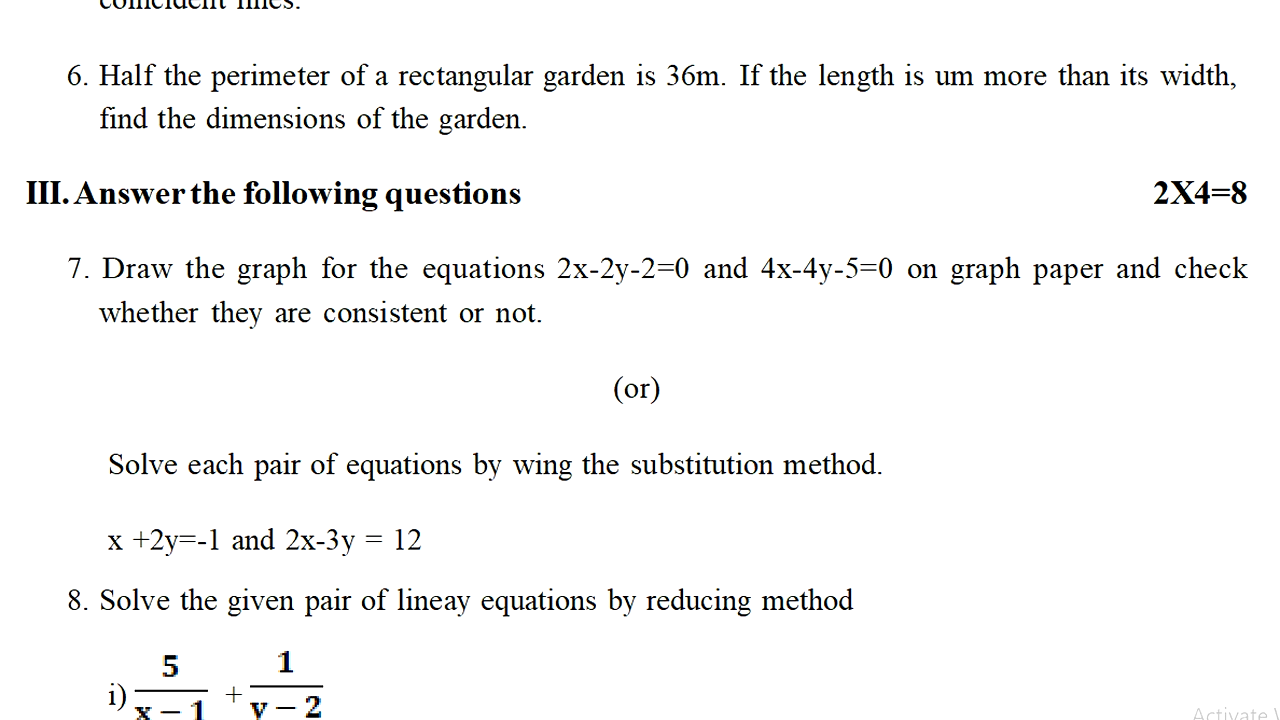 coincident lines.
6. Half the perimeter of a rectangular garden is 36m. If the length is um more than its width,
find the dimensions of the garden.
III. Answer the following questions 2X4=8
7. Draw the graph for the equations 2x-2y-2=0 and 4x-4y-5=0 on graph paper and check
whether they are consistent or not.
(or)
Solve each pair of equations by wing the substitution method.
x +2y=-1 and 2x-3y = 12
8. Solve the given pair of lineay equations by reducing method
5 1
i) +
x − 1 y − 2
Activate